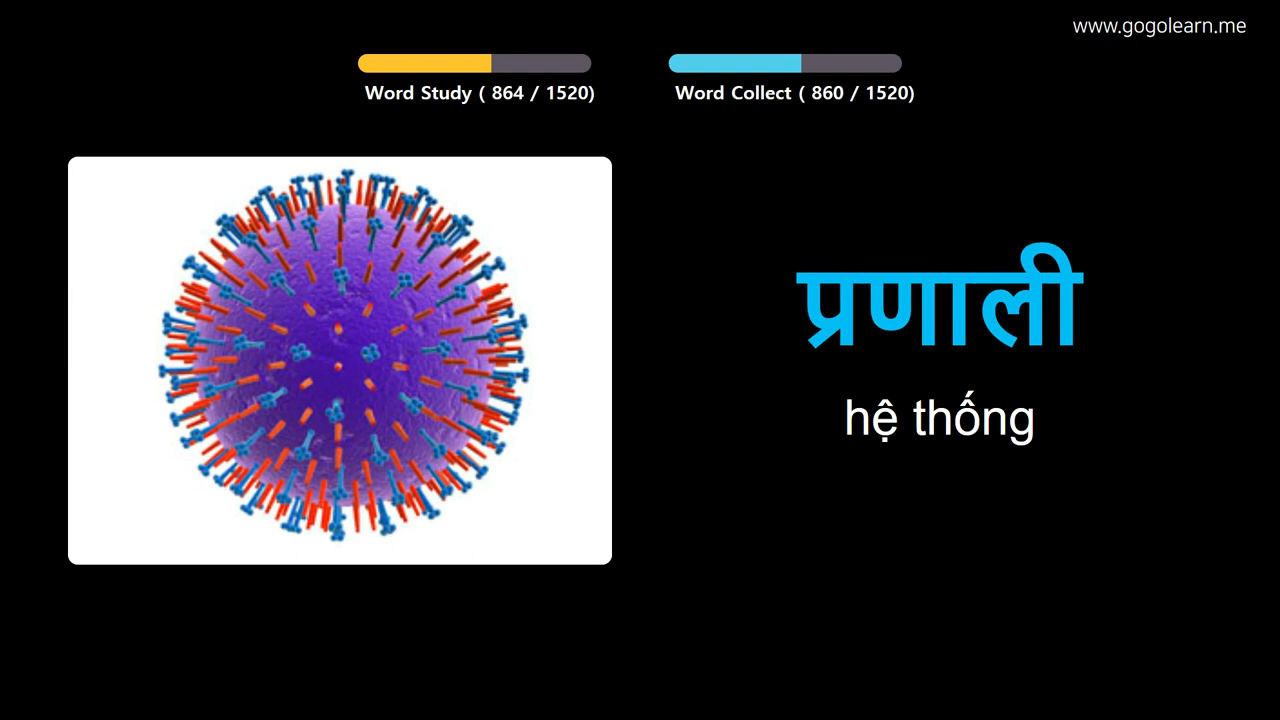 www.gogolearn.me
Word Study ( 864 / 1520)
Word Collect ( 860 / 1520)
प्रणाली
hệ thống